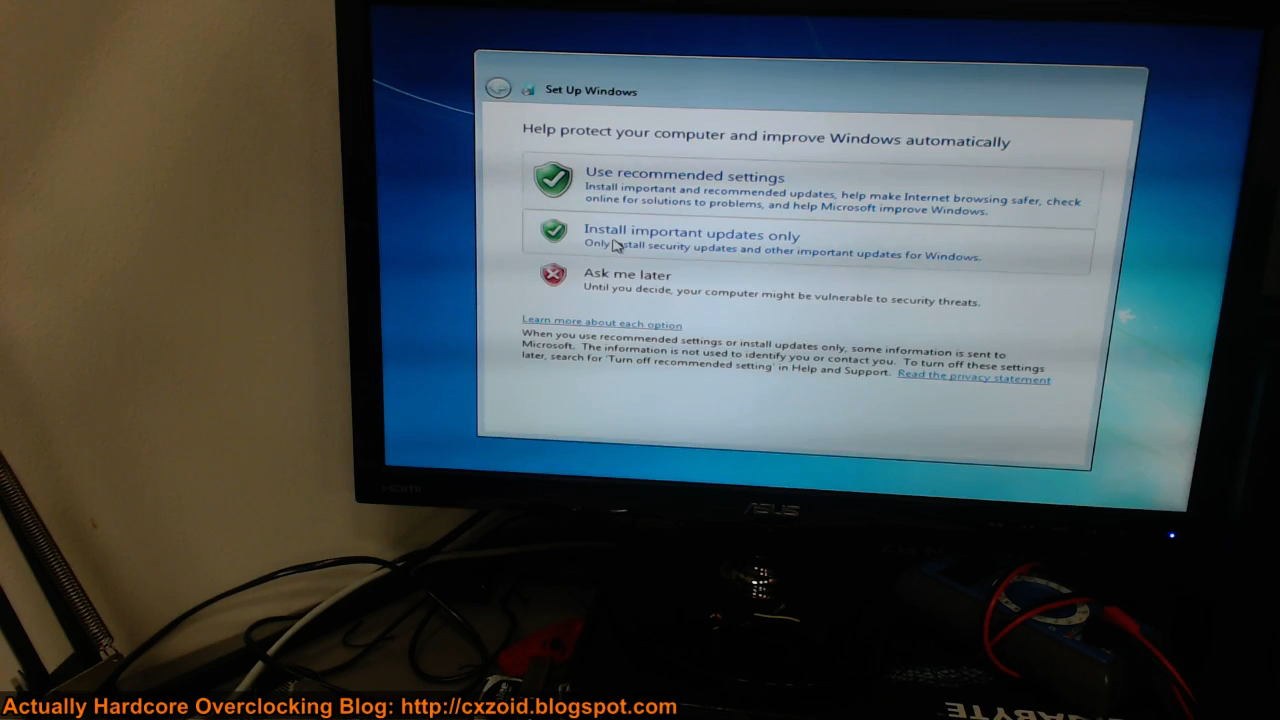 Set Up Windows
Help protect your computer and improve Windows automatically
Use recommended settings
Install important and recommended updates, help make Internet browsing safer, check
online for solutions to problems, and help Microsoft improve Windows.
Install important updates only
Only install security updates and other important updates for Windows.
Ask me later
Until you decide, your computer might be vulnerable to security threats.
Learn more about each option
When you use recommended settings or install updates only, some information is sent to
Microsoft. The information is not used to identify you or contact you. To turn off these settings
later, search for 'Turn off recommended setting' in Help and Support. Read the privacy statement
HDMI
ASUS
GABYTE
Actually Hardcore Overclocking Blog: http://cxzoid.blogspot.com